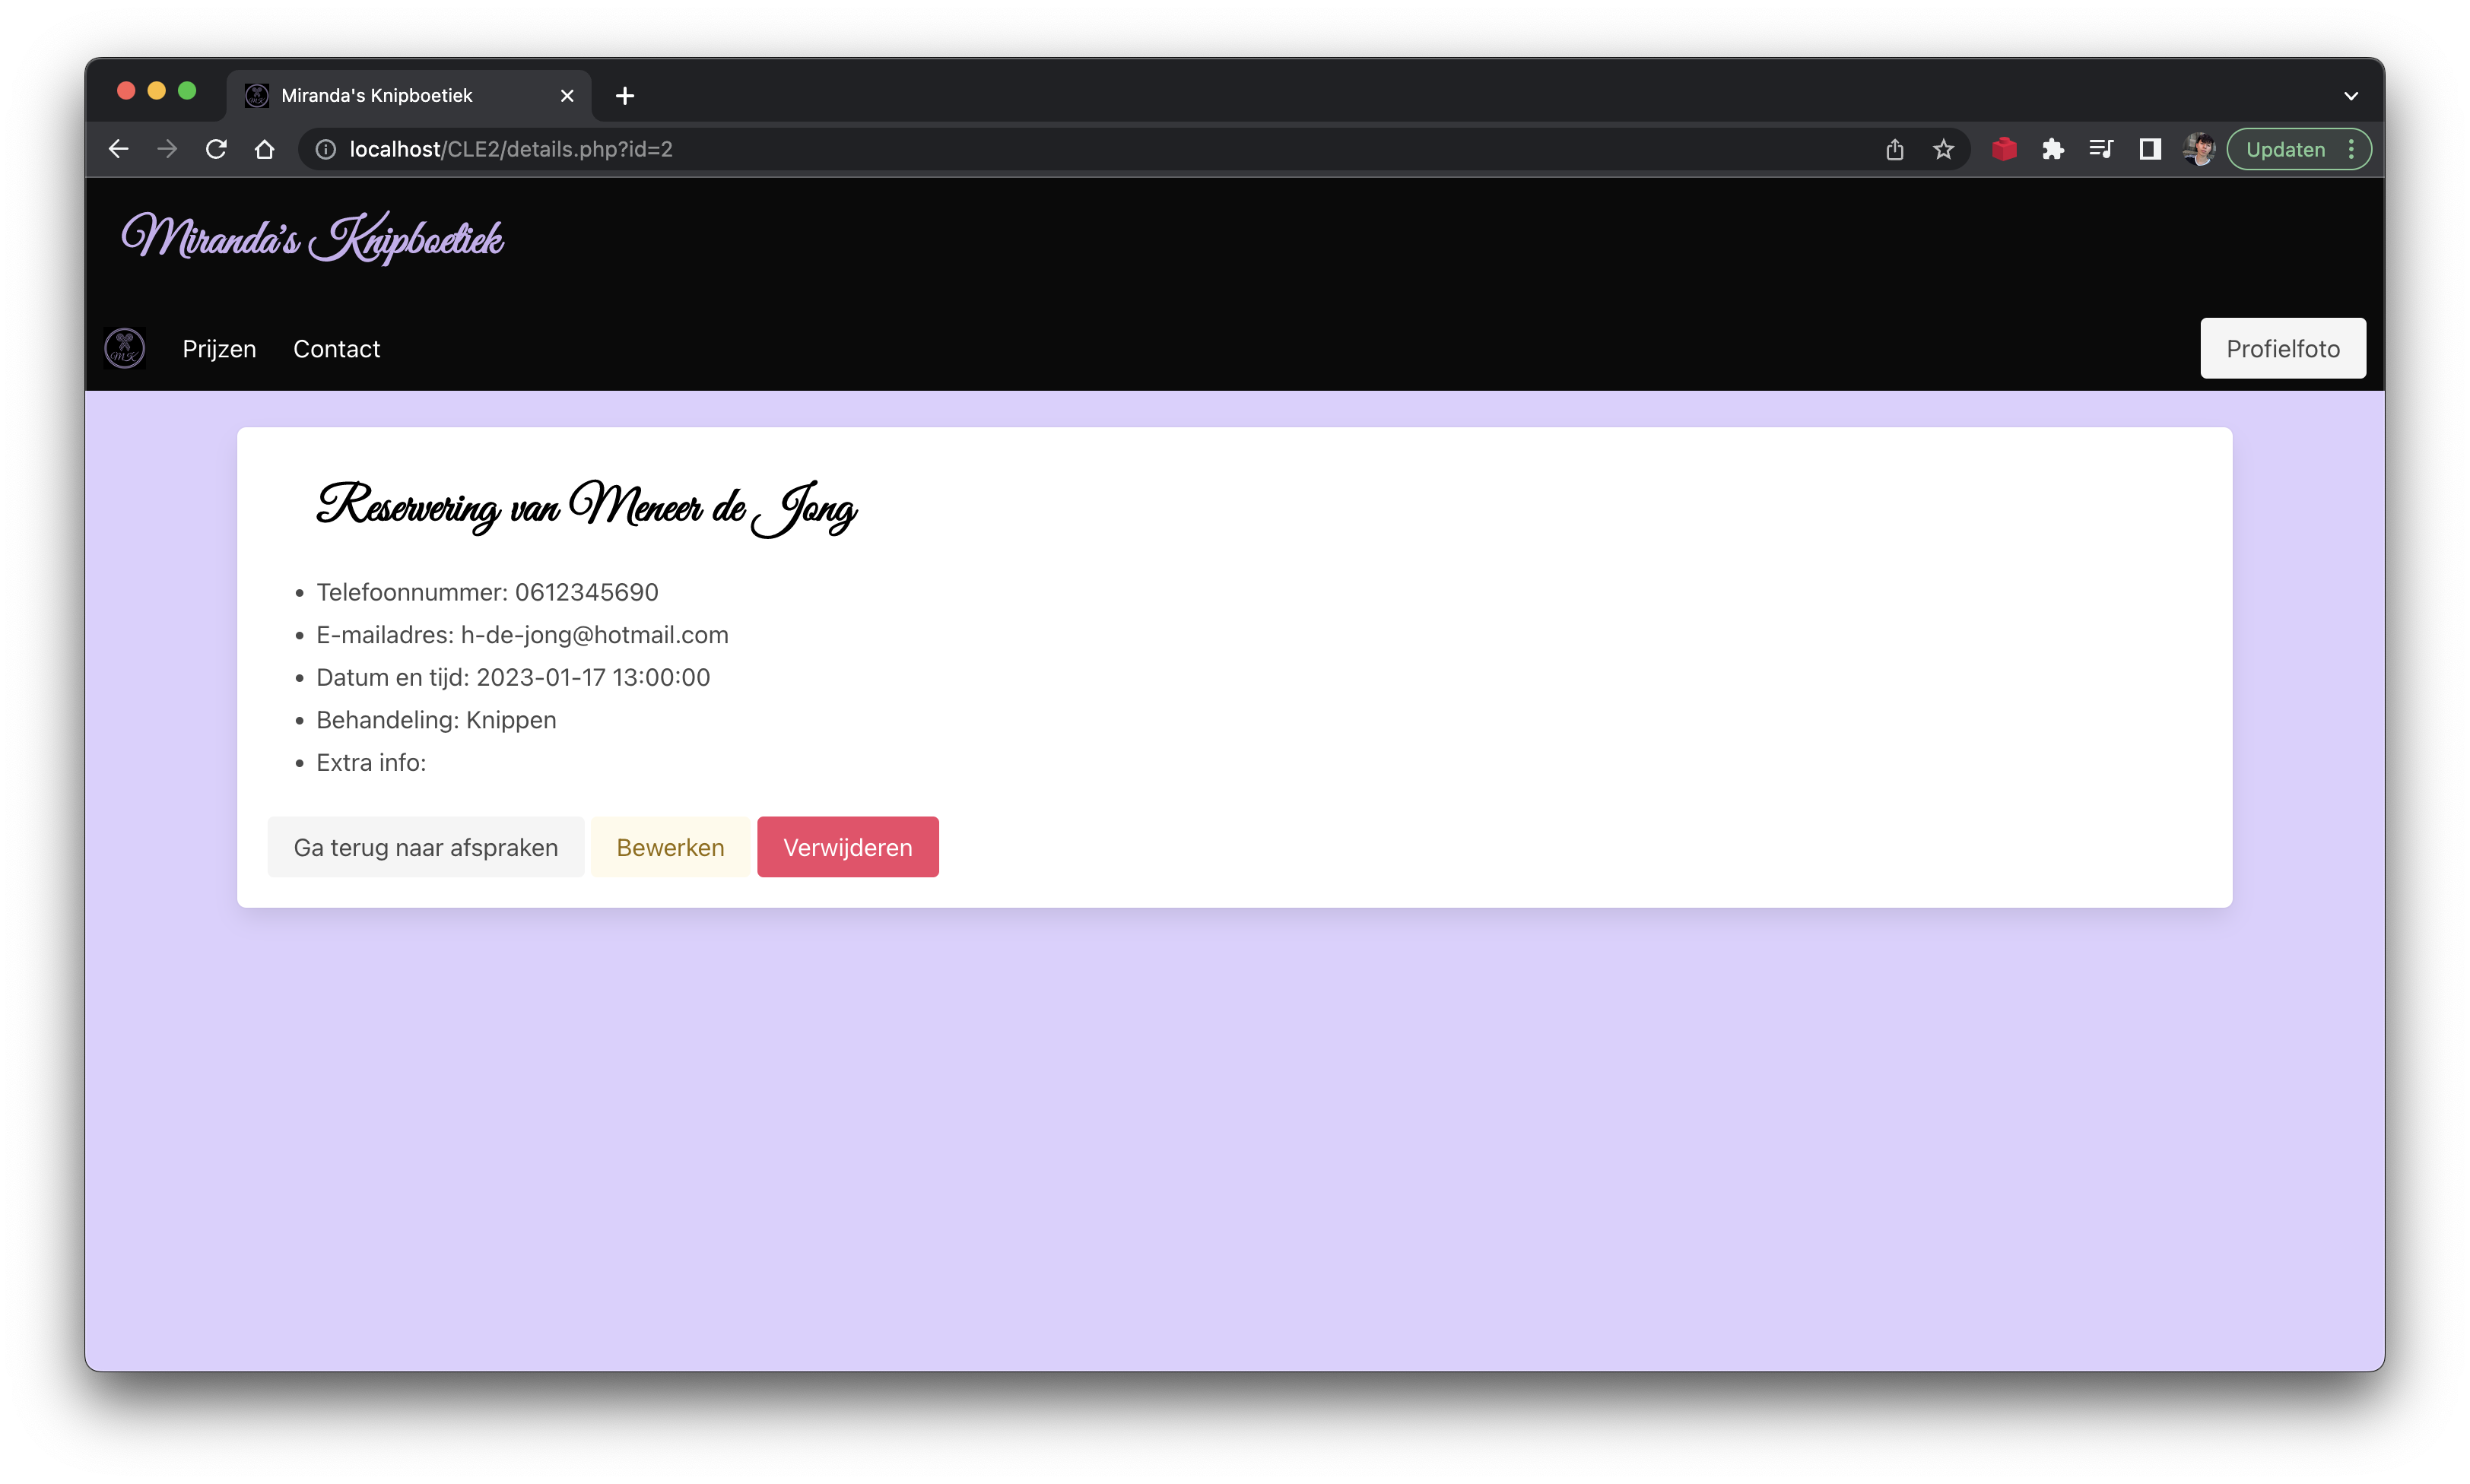 Miranda's Knipboetiek
localhost/CLE2/details.php?id=2
Updaten
Miranda's Knipboetiek
MK
Prijzen
Contact
Profielfoto
Reservering van Meneer de Jong
Telefoonnummer: 0612345690
E-mailadres: h-de-jong@hotmail.com
Datum en tijd: 2023-01-17 13:00:00
Behandeling: Knippen
Extra info:
Ga terug naar afspraken
Bewerken
Verwijderen